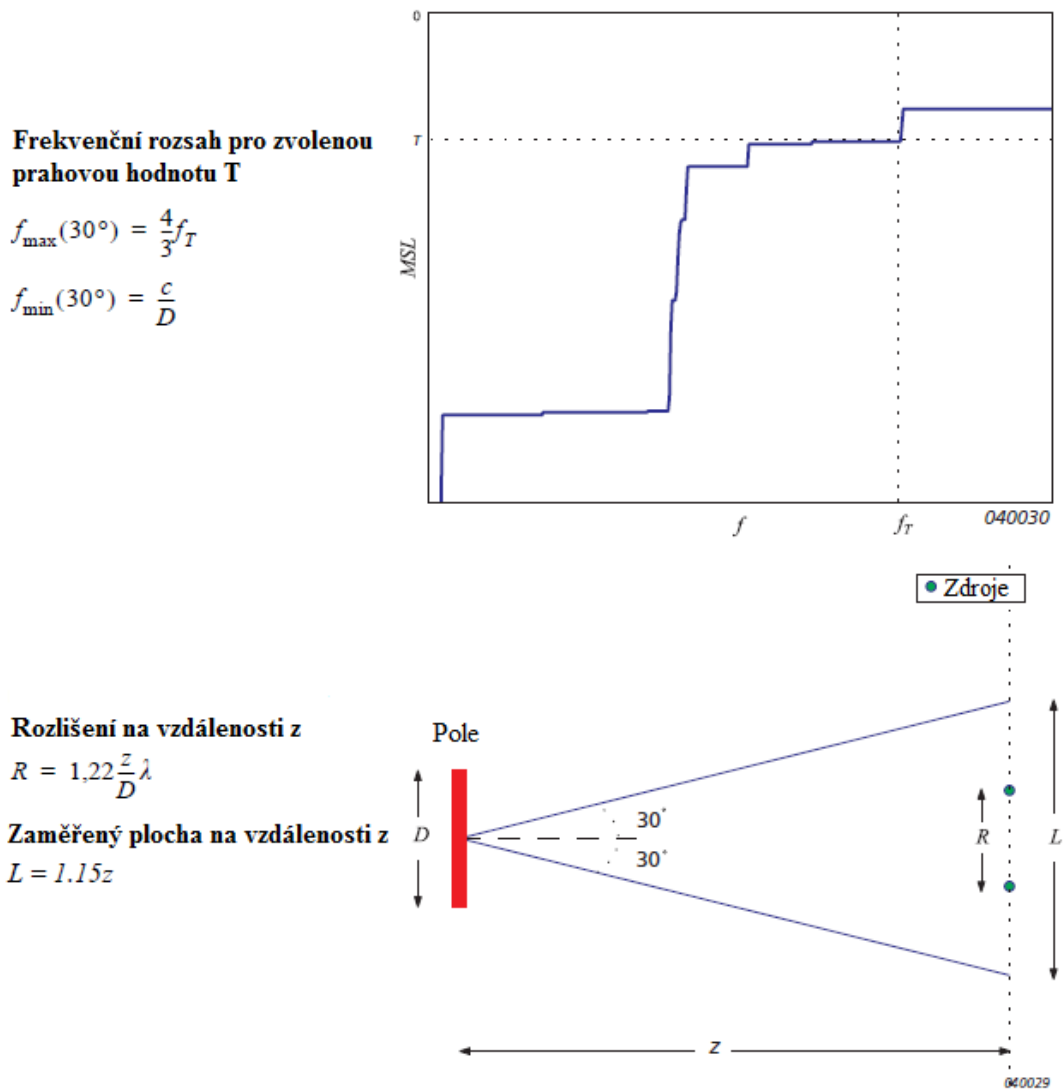 0
Frekvenční rozsah pro zvolenou
prahovou hodnotu T
T
f_max(30°) = 4/3 f_T
MSL
f_min(30°) = c/D
f
f_T
040030
Zdroje
Rozlišení na vzdálenosti z
Pole
R = 1,22 z/D λ
Zaměřený plocha na vzdálenosti z
L = 1.15z
D
30°
30°
R
L
z
040029